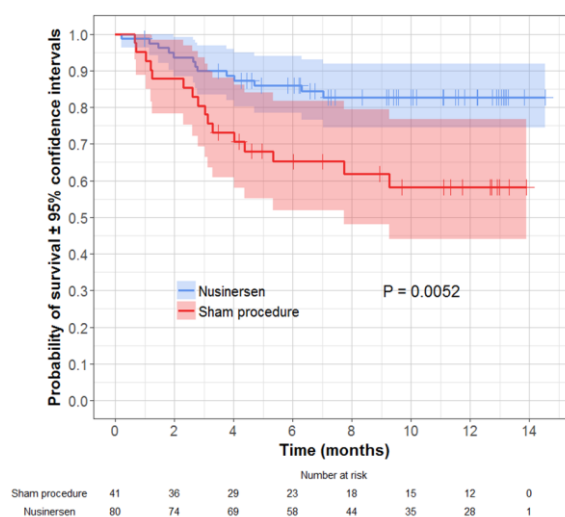 Probability of survival ± 95% confidence intervals
1.0
0.9
0.8
0.7
0.6
0.5
0.4
0.3
0.2
0.1
0.0
Nusinersen
Sham procedure
P = 0.0052
0 2 4 6 8 10 12 14
Time (months)
Number at risk
Sham procedure 41 36 29 23 18 15 12 0
Nusinersen 80 74 69 58 44 35 28 1